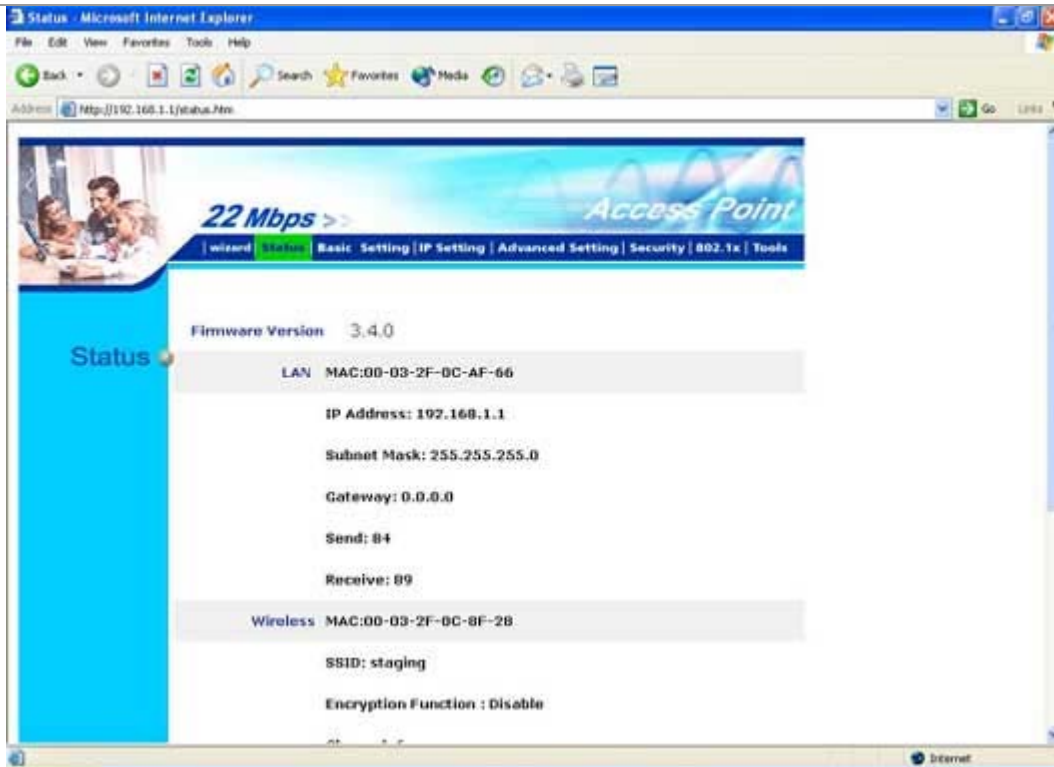 Status - Microsoft Internet Explorer
File Edit View Favorites Tools Help
Back Search Favorites Media
Address http://192.168.1.1/status.htm Go Links
22 Mbps >>
Access Point
| wizard | Status | Basic Setting | IP Setting | Advanced Setting | Security | 802.1x | Tools
Firmware Version 3.4.0
Status
LAN MAC:00-03-2F-0C-AF-66
IP Address: 192.168.1.1
Subnet Mask: 255.255.255.0
Gateway: 0.0.0.0
Send: 84
Receive: 89
Wireless MAC:00-03-2F-0C-8F-28
SSID: staging
Encryption Function : Disable
Internet